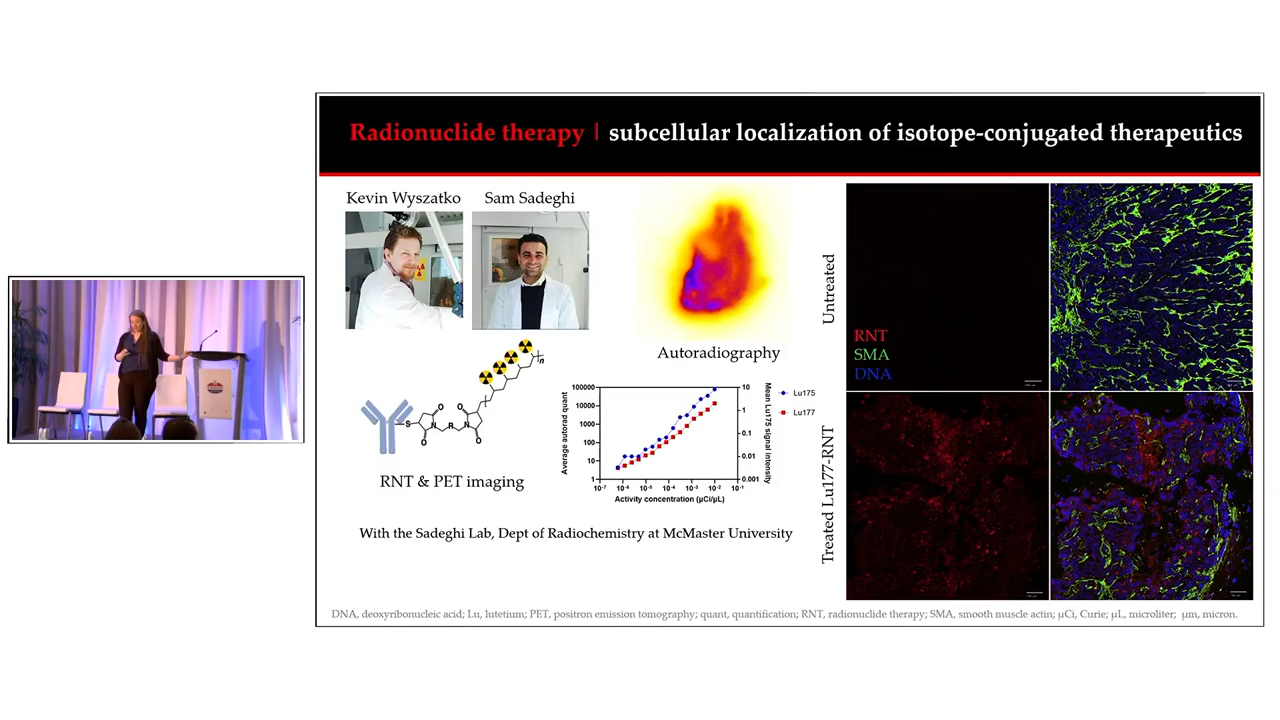 Radionuclide therapy | subcellular localization of isotope-conjugated therapeutics
Kevin Wyszatko
Sam Sadeghi
Autoradiography
S
O
O
N
R
N
O
O
n
RNT & PET imaging
Average autorad quant
100000
10000
1000
100
10
1
10
1
0.1
0.01
0.001
Mean Lu175 signal intensity
10-7
10-6
10-5
10-4
10-3
10-2
10-1
Activity concentration (µCi/µL)
Lu175
Lu177
With the Sadeghi Lab, Dept of Radiochemistry at McMaster University
Untreated
RNT
SMA
DNA
Treated Lu177-RNT
DNA, deoxyribonucleic acid; Lu, lutetium; PET, positron emission tomography; quant, quantification; RNT, radionuclide therapy; SMA, smooth muscle actin; µCi, Curie; µL, microliter; µm, micron.